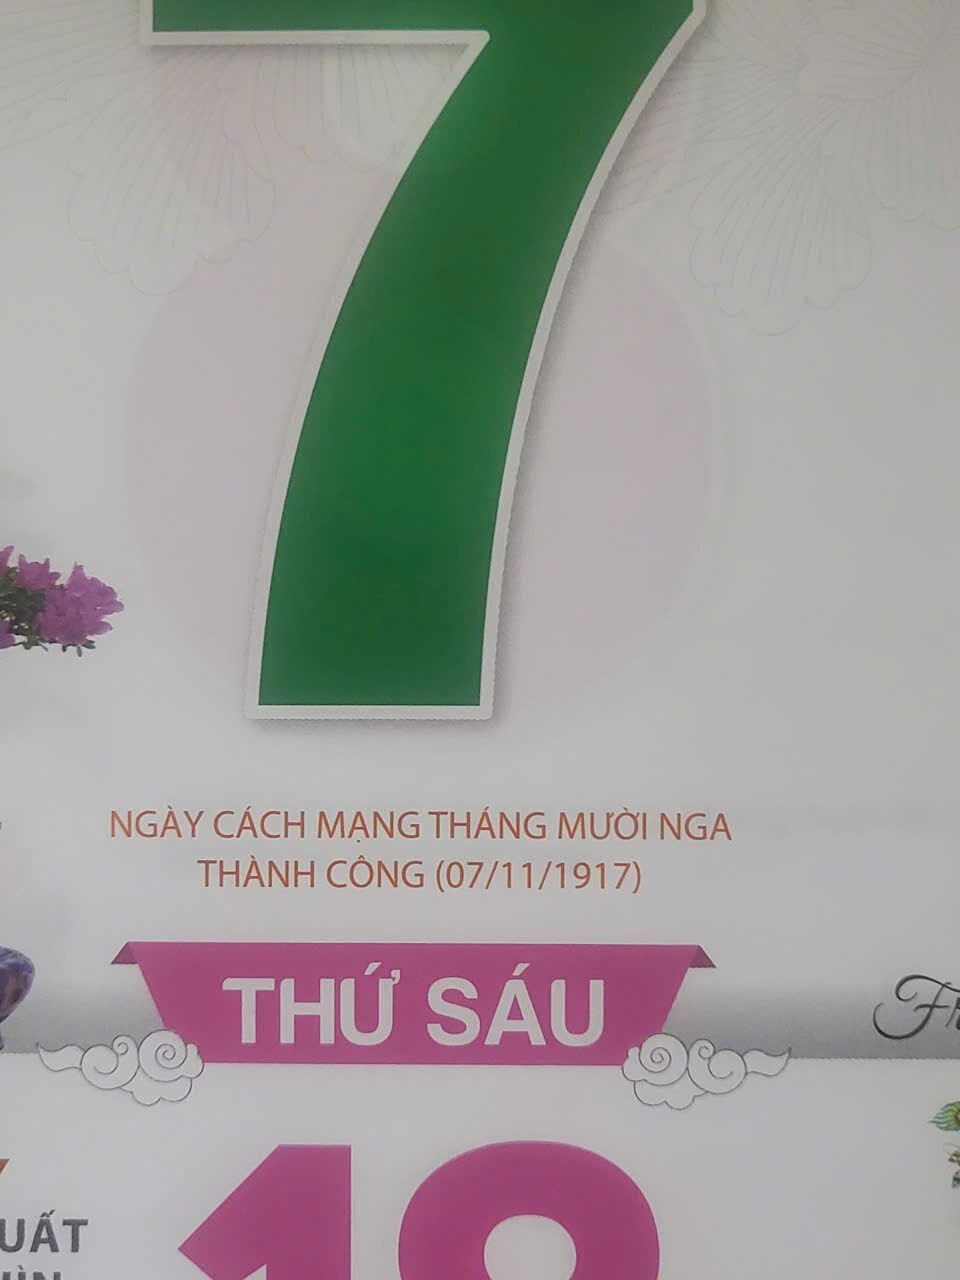 7
NGÀY CÁCH MẠNG THÁNG MƯỜI NGA
THÀNH CÔNG (07/11/1917)
THỨ SÁU